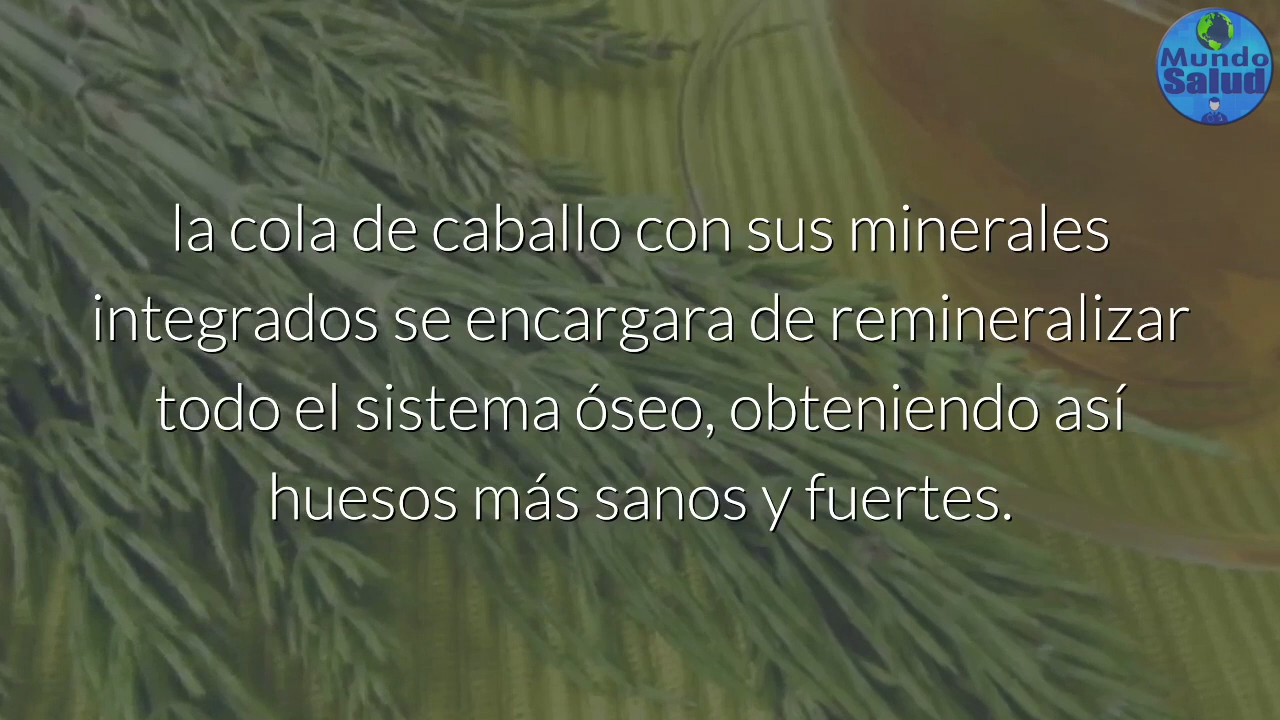 Mundo
Salud
la cola de caballo con sus minerales
integrados se encargara de remineralizar
todo el sistema óseo, obteniendo así
huesos más sanos y fuertes.